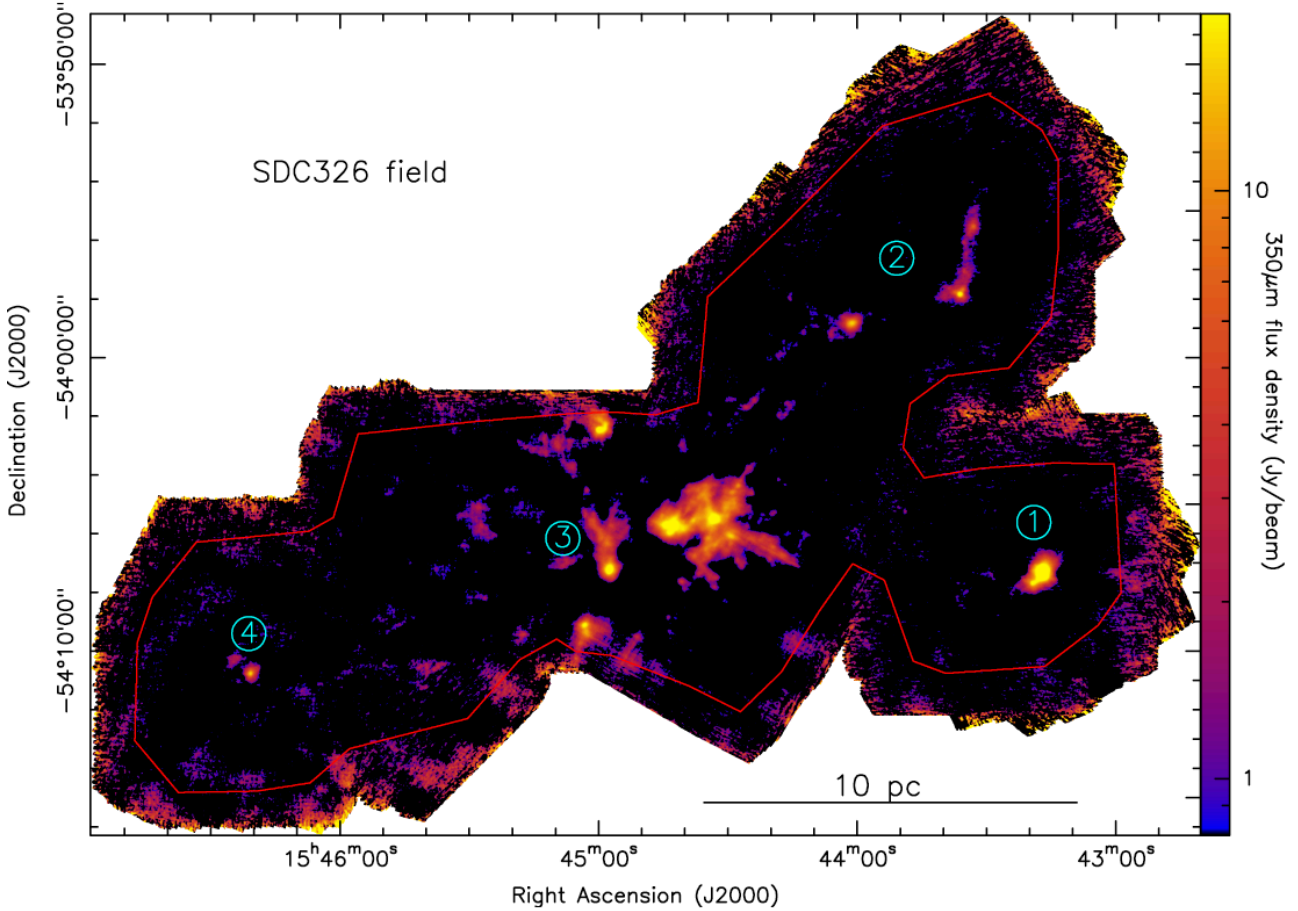 SDC326 field
−53°50'00''
−54°00'00''
−54°10'00''
Declination (J2000)
2
1
3
4
10 pc
15ʰ46ᵐ00ˢ
45ᵐ00ˢ
44ᵐ00ˢ
43ᵐ00ˢ
Right Ascension (J2000)
10
1
350μm flux density (Jy/beam)